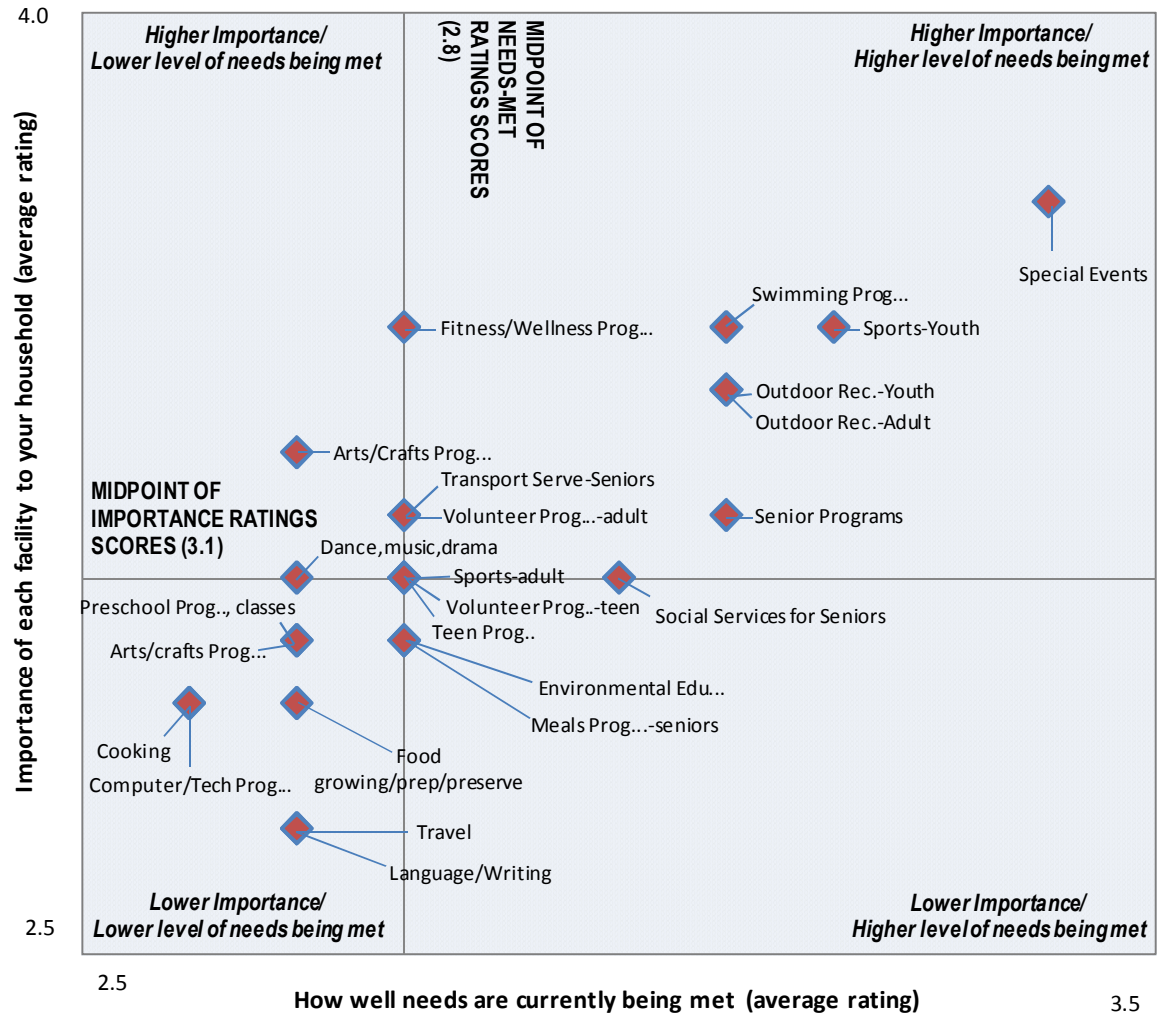 4.0
Higher Importance/
Lower level of needs being met
MIDPOINT OF
NEEDS-MET
RATINGS SCORES
(2.8)
Higher Importance/
Higher level of needs being met
Importance of each facility to your household (average rating)
Special Events
Swimming Prog...
Fitness/Wellness Prog...
Sports-Youth
Outdoor Rec.-Youth
Outdoor Rec.-Adult
Arts/Crafts Prog...
Transport Serve-Seniors
MIDPOINT OF
IMPORTANCE RATINGS
SCORES (3.1)
Volunteer Prog...-adult
Senior Programs
Dance,music,drama
Sports-adult
Preschool Prog.., classes
Volunteer Prog..-teen
Social Services for Seniors
Teen Prog..
Arts/crafts Prog...
Environmental Edu...
Meals Prog...-seniors
Cooking
Food
growing/prep/preserve
Computer/Tech Prog...
Travel
Language/Writing
Lower Importance/
Lower level of needs being met
Lower Importance/
Higher level of needs being met
2.5
2.5
How well needs are currently being met (average rating)
3.5